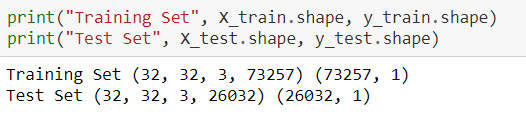 print("Training Set", X_train.shape, y_train.shape)
print("Test Set", X_test.shape, y_test.shape)
Training Set (32, 32, 3, 73257) (73257, 1)
Test Set (32, 32, 3, 26032) (26032, 1)